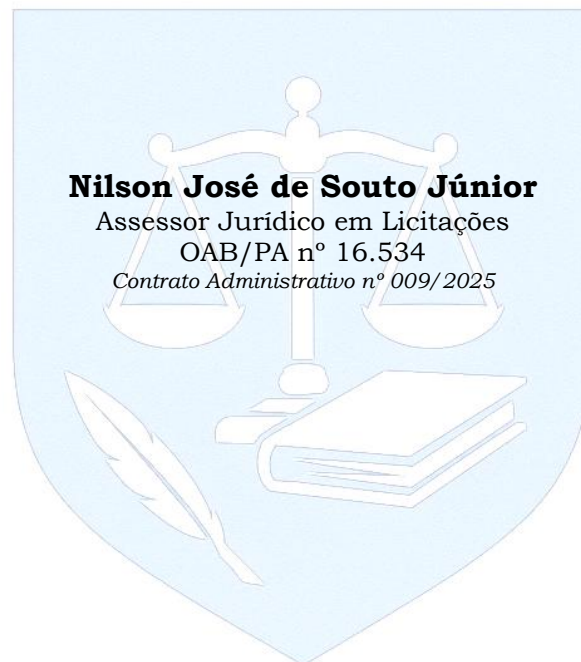 Nilson José de Souto Júnior
Assessor Jurídico em Licitações
OAB/PA nº 16.534
Contrato Administrativo nº 009/2025